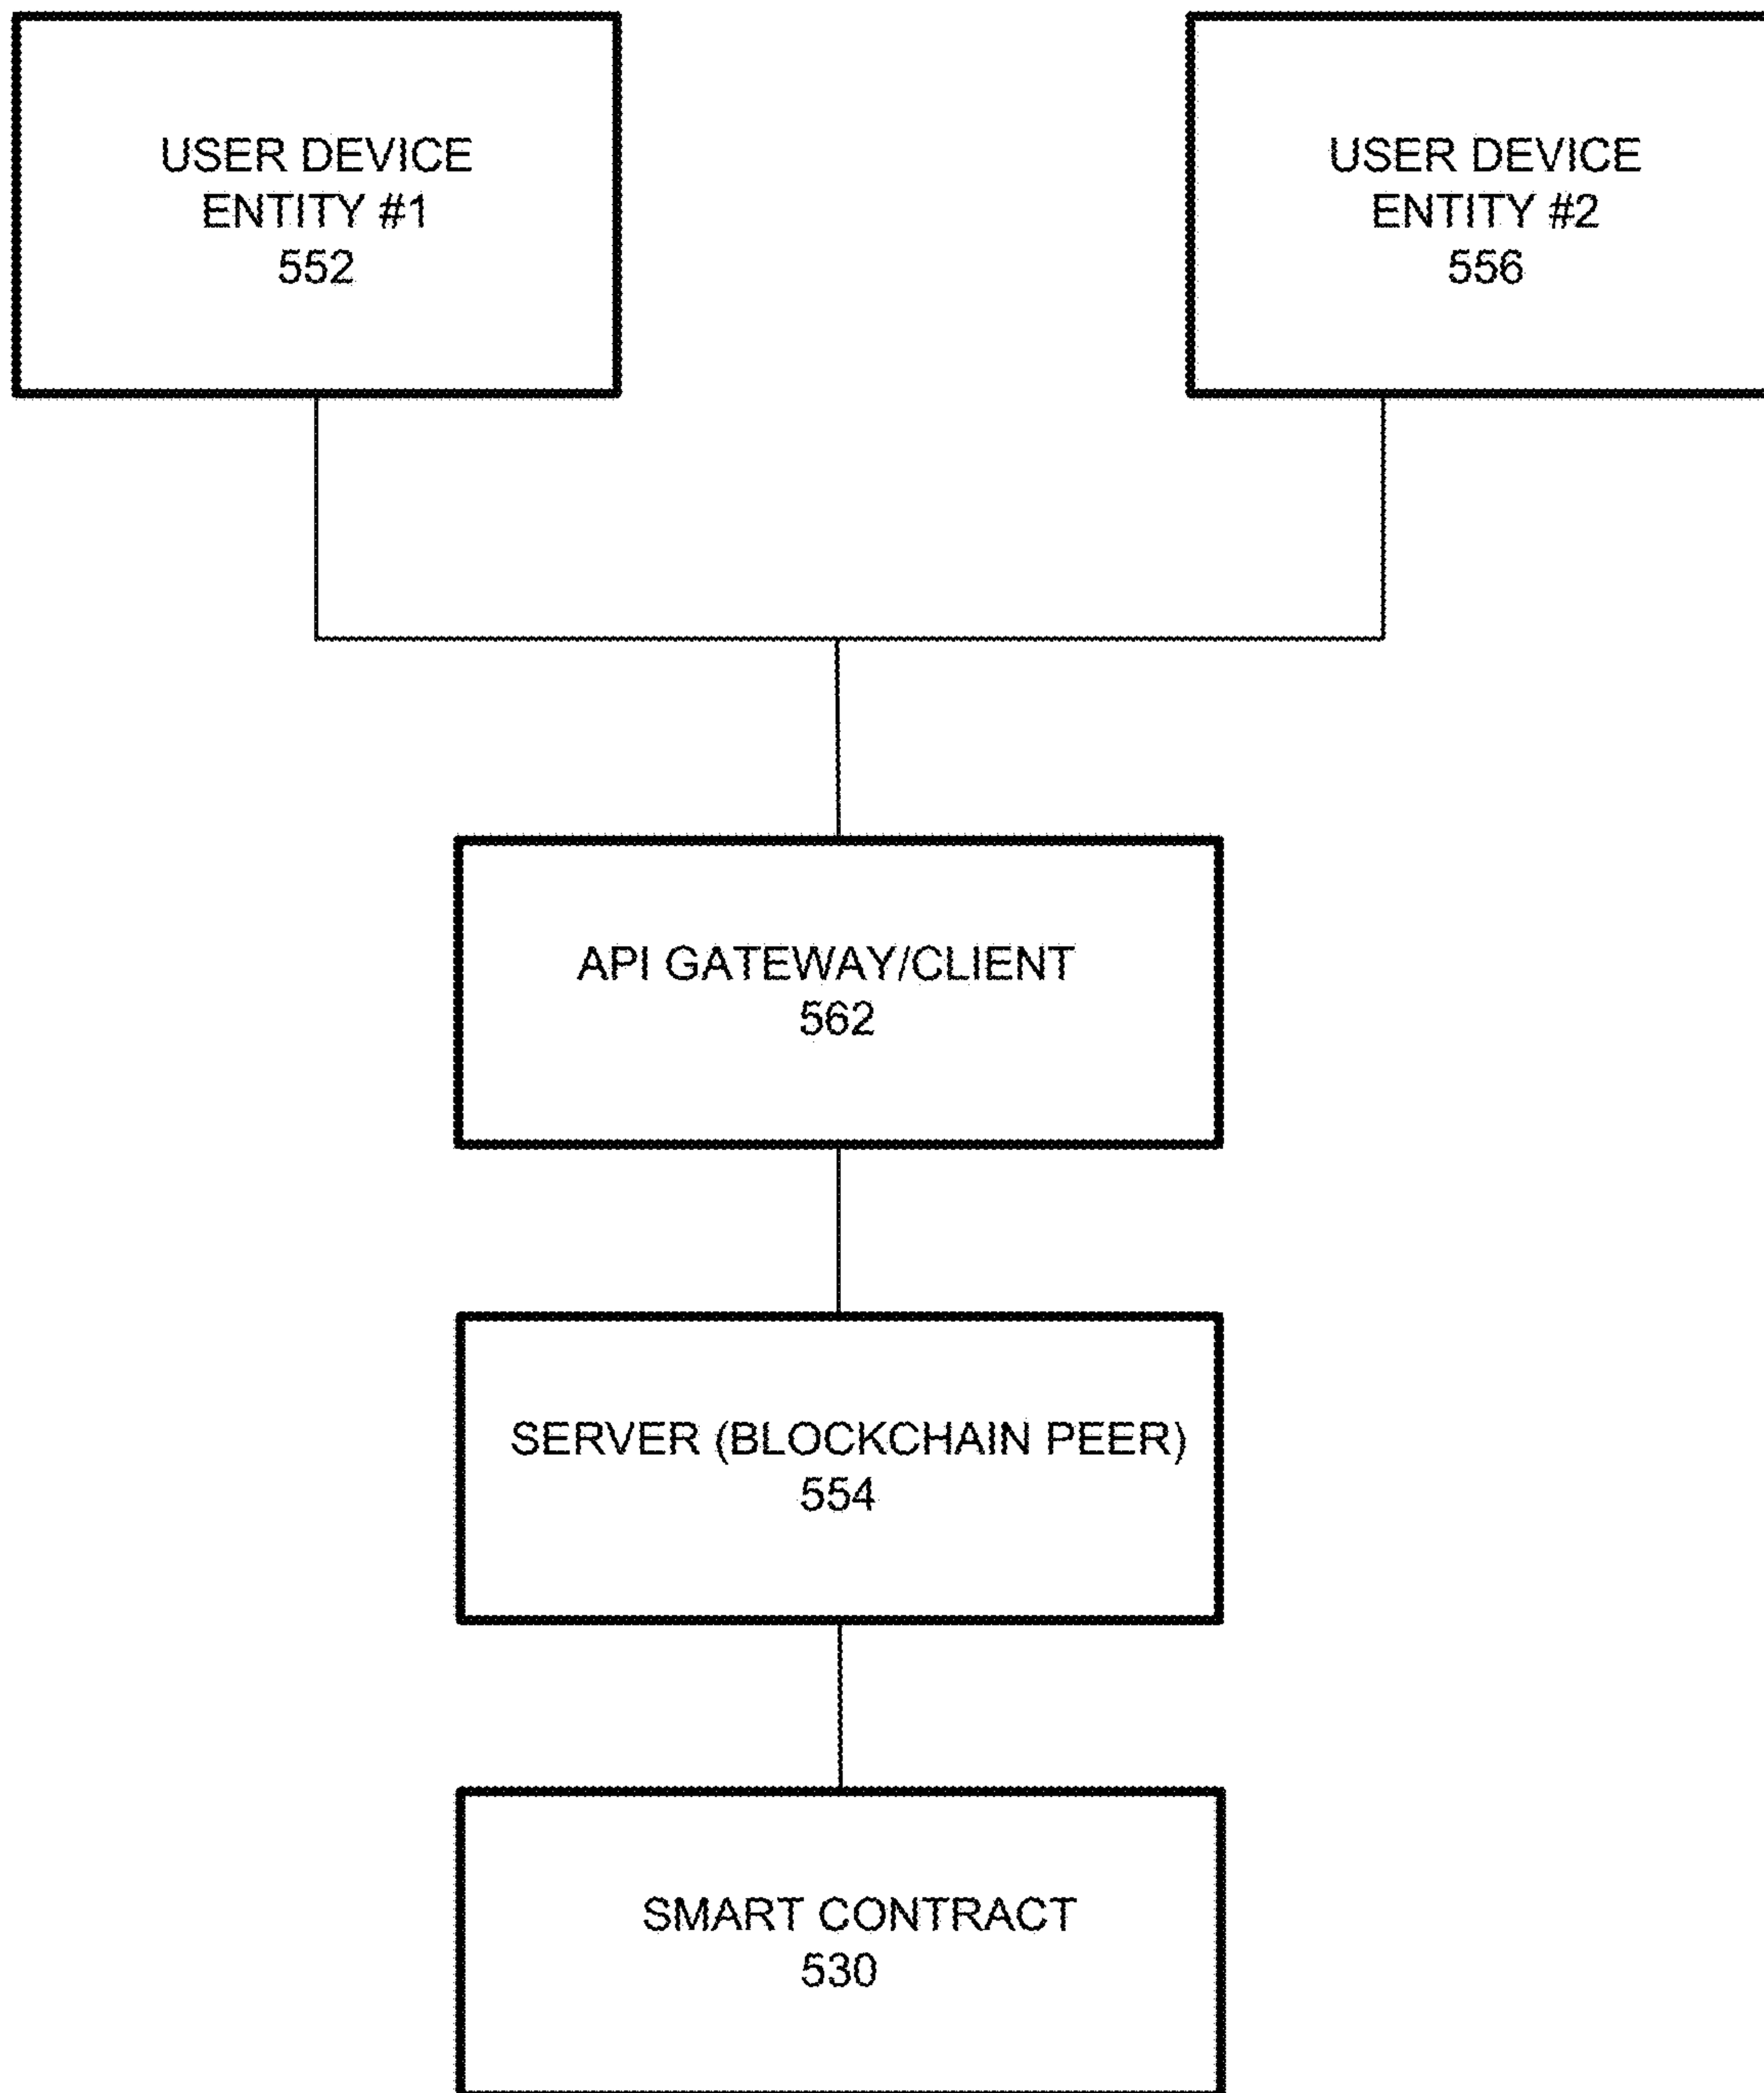 USER DEVICE
ENTITY #1
552
USER DEVICE
ENTITY #2
556
API GATEWAY/CLIENT
562
SERVER (BLOCKCHAIN PEER)
554
SMART CONTRACT
530